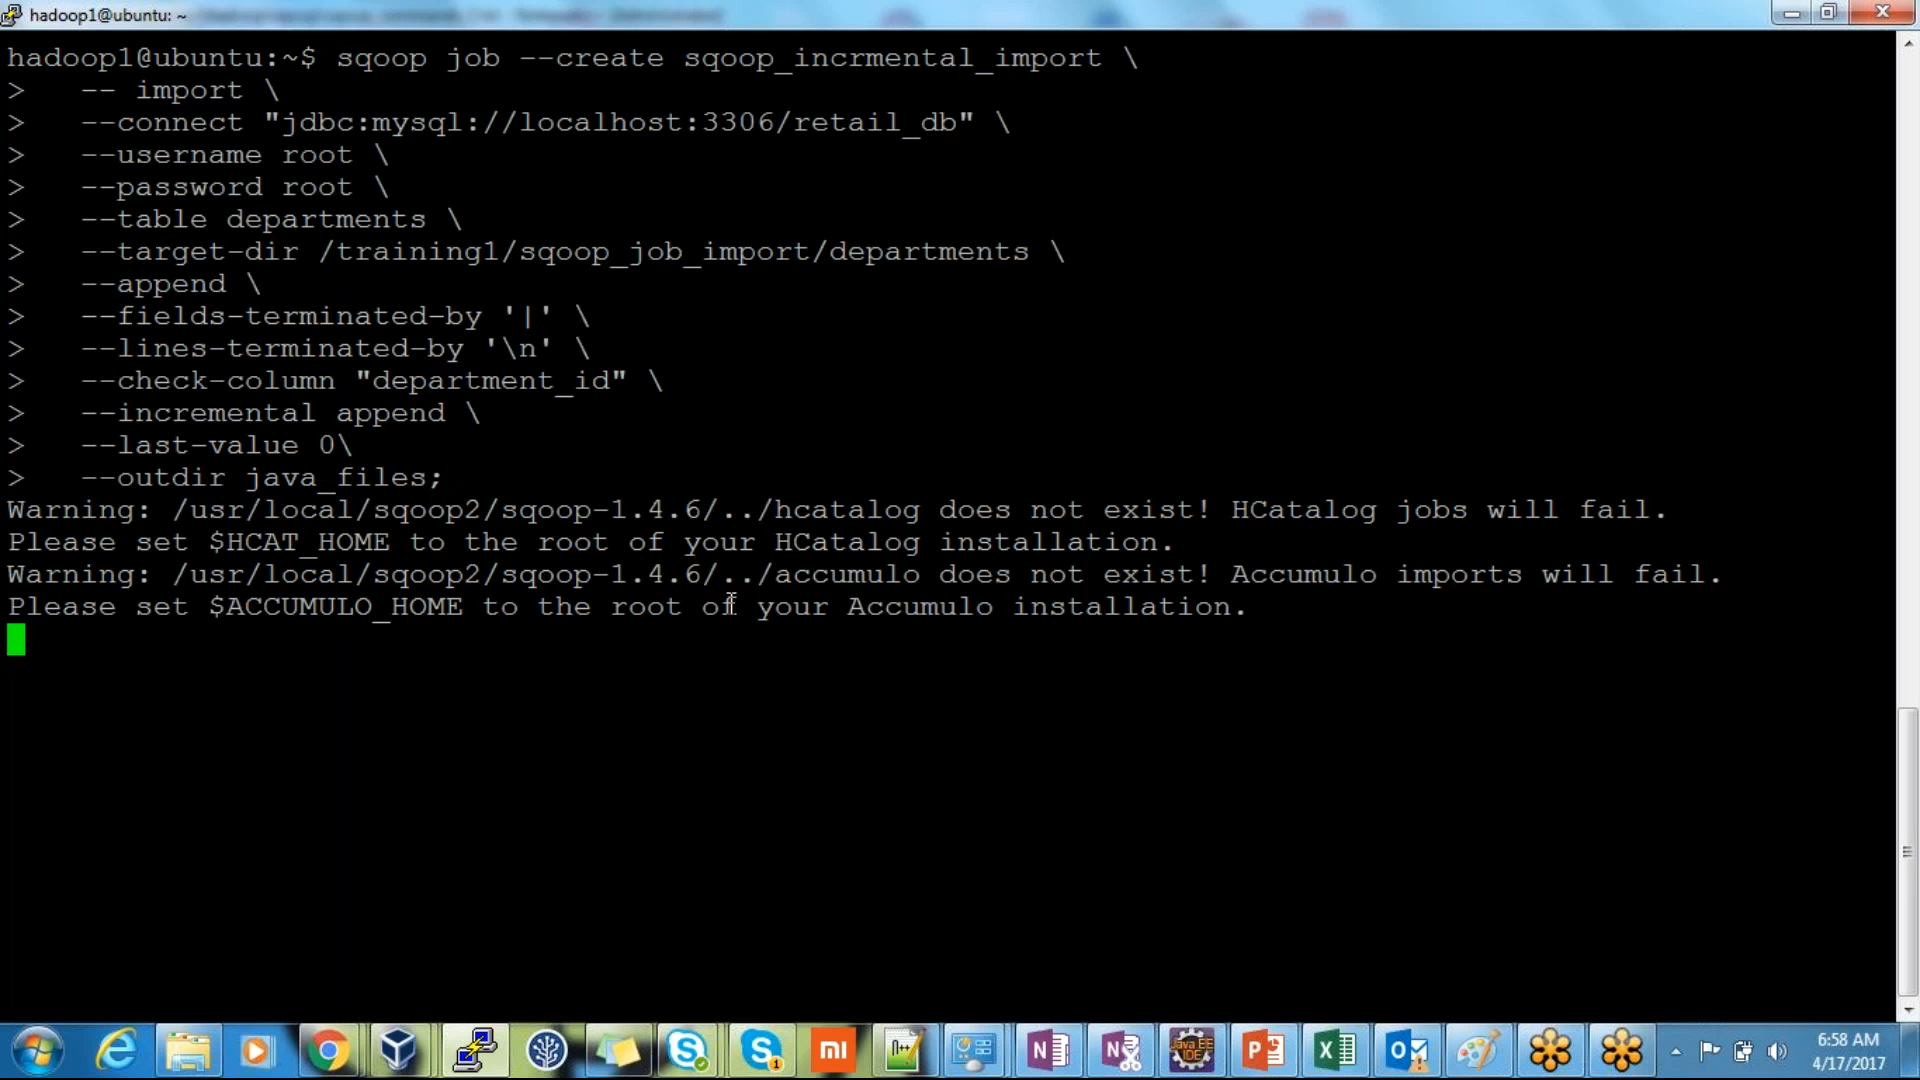 hadoop1@ubuntu: ~
hadoop1@ubuntu:~$ sqoop job --create sqoop_incrmental_import \
>   -- import \
>   --connect "jdbc:mysql://localhost:3306/retail_db" \
>   --username root \
>   --password root \
>   --table departments \
>   --target-dir /training1/sqoop_job_import/departments \
>   --append \
>   --fields-terminated-by '|' \
>   --lines-terminated-by '\n' \
>   --check-column "department_id" \
>   --incremental append \
>   --last-value 0\
>   --outdir java_files;
Warning: /usr/local/sqoop2/sqoop-1.4.6/../hcatalog does not exist! HCatalog jobs will fail.
Please set $HCAT_HOME to the root of your HCatalog installation.
Warning: /usr/local/sqoop2/sqoop-1.4.6/../accumulo does not exist! Accumulo imports will fail.
Please set $ACCUMULO_HOME to the root of your Accumulo installation.
6:58 AM
4/17/2017